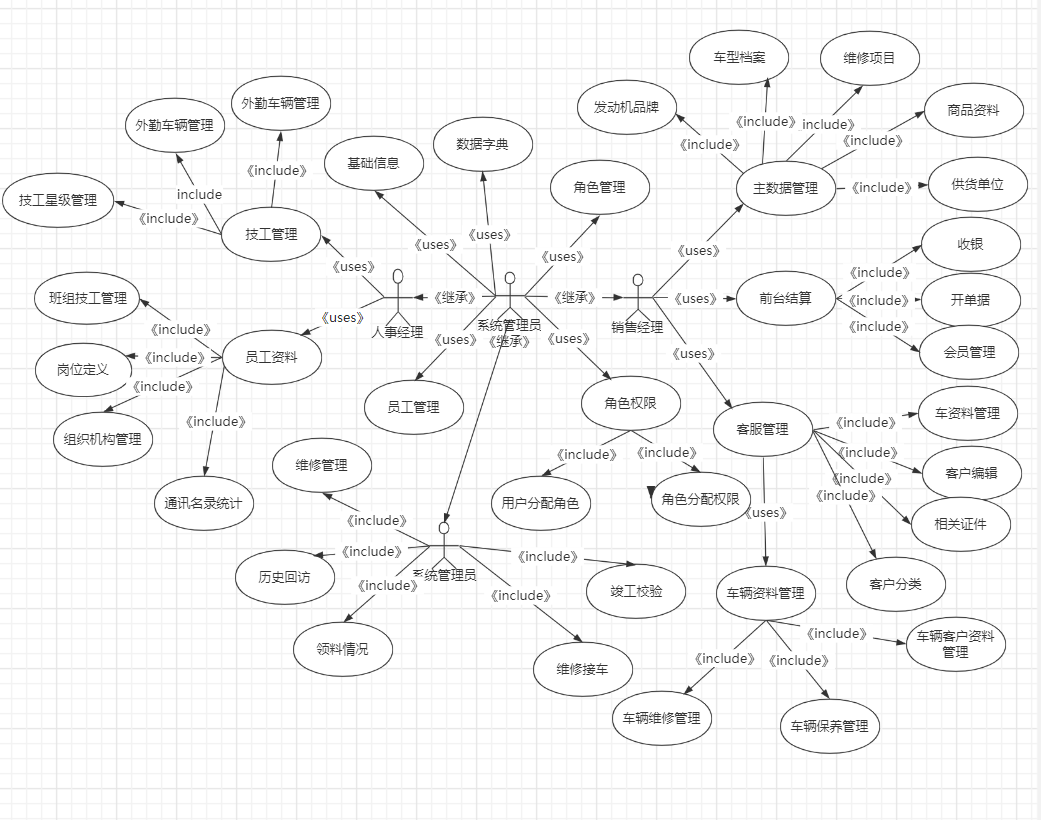 车型档案
维修项目
发动机品牌
商品资料
外勤车辆管理
外勤车辆管理
《include》
include》
《include》
《include》
数据字典
基础信息
角色管理
主数据管理
《include》
供货单位
《include》
include
技工星级管理
《include》
技工管理
《uses》
《uses》
《uses》
《uses》
《uses》
收银
《include》
班组技工管理
《继承》
《继承》
《uses》
前台结算
《include》
开单据
《uses》
人事经理
系统管理员
《继承》
销售经理
《include》
《include》
员工资料
《uses》
《uses》
《uses》
会员管理
岗位定义
《include》
《include》
员工管理
角色权限
客服管理
《include》
车资料管理
组织机构管理
《include》
《include》
《include》
《include》
客户编辑
维修管理
《include》
《include》
通讯名录统计
用户分配角色
角色分配权限
《uses》
相关证件
《include》
《include》
《include》
系统管理员
历史回访
《include》
《include》
竣工校验
车辆资料管理
客户分类
领料情况
维修接车
《include》
车辆客户资料
管理
《include》
《include》
车辆维修管理
车辆保养管理